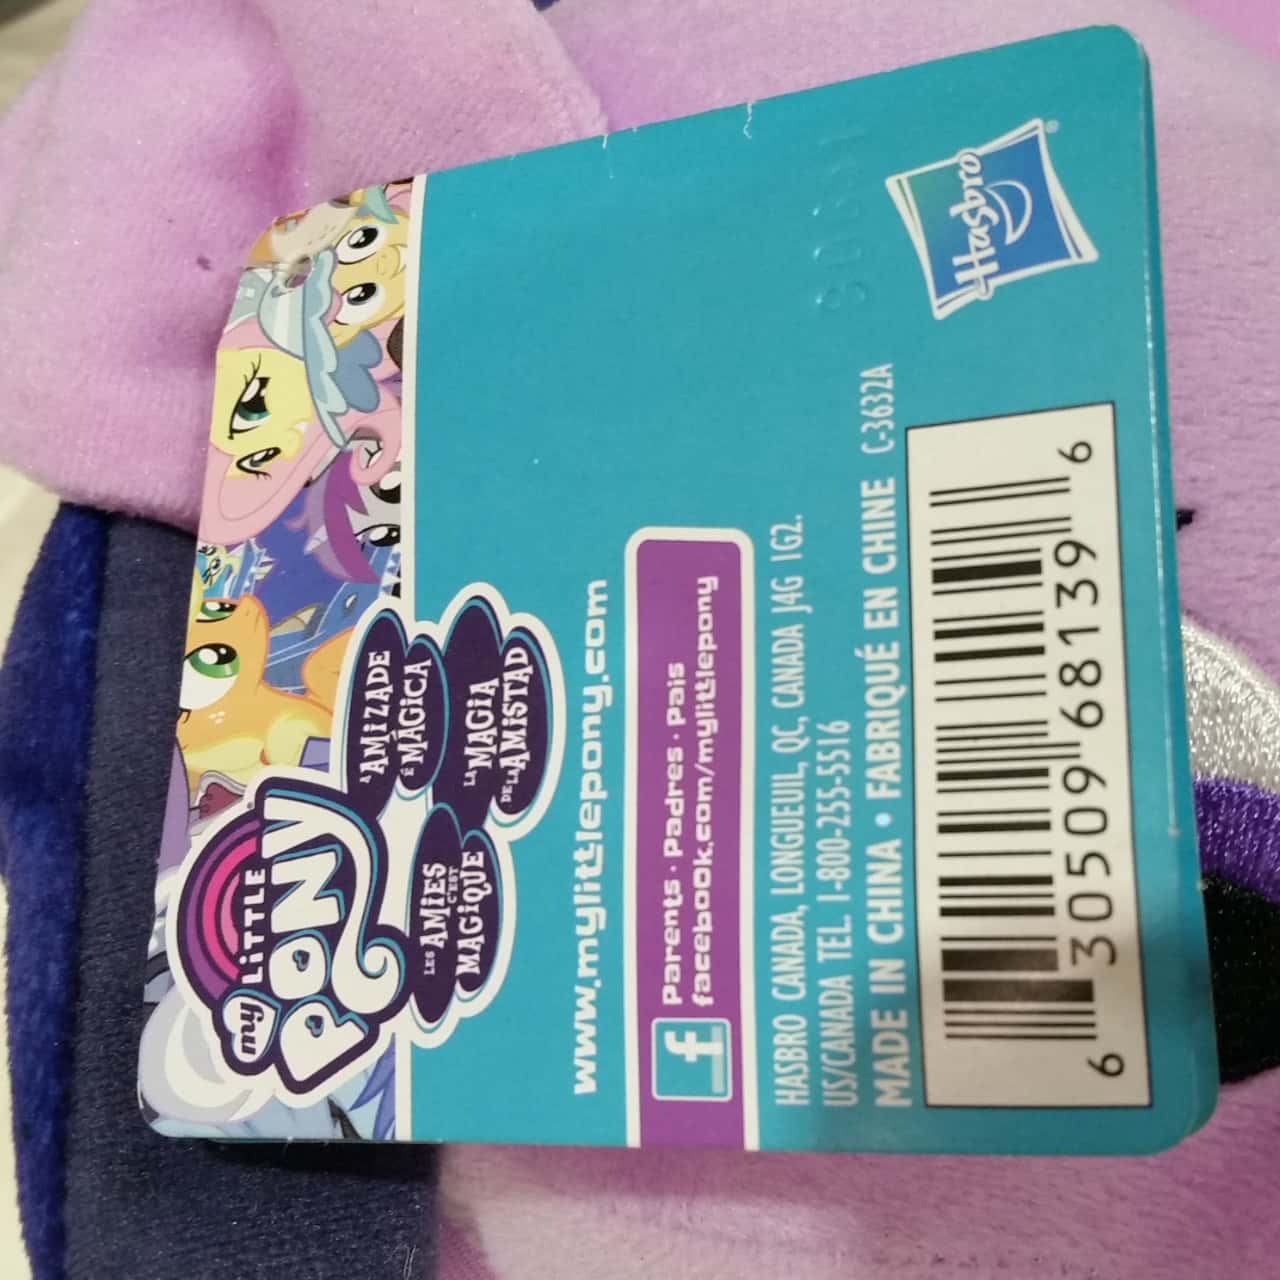 my LiTTLE
PONY
A AMiZADE
É MÁGiCA
LA MAGiA
DE LA AMiSTAD
LES AMiES
C'EST
MAGiQUE
www.mylittlepony.com
Parents · Padres · Pais
facebook.com/mylittlepony
HASBRO CANADA, LONGUEUIL, QC, CANADA J4G 1G2.
US/CANADA TEL. 1-800-255-5516
MADE IN CHINA • FABRIQUÉ EN CHINE C-3632A
6 30509 68139 6
Hasbro®